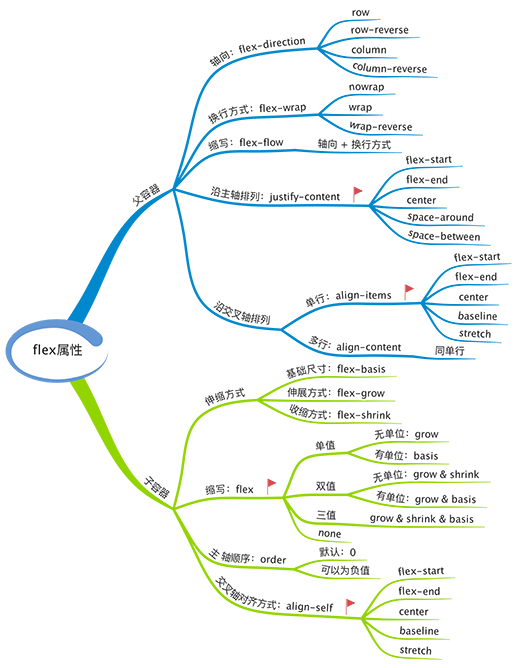 flex属性
父容器
轴向：flex-direction
row
row-reverse
column
column-reverse
换行方式：flex-wrap
nowrap
wrap
wrap-reverse
缩写：flex-flow
轴向 + 换行方式
沿主轴排列：justify-content
flex-start
flex-end
center
space-around
space-between
沿交叉轴排列
单行：align-items
flex-start
flex-end
center
baseline
stretch
多行：align-content
同单行
子容器
伸缩方式
基础尺寸：flex-basis
伸展方式：flex-grow
收缩方式：flex-shrink
缩写：flex
单值
无单位：grow
有单位：basis
双值
无单位：grow & shrink
有单位：grow & basis
三值
grow & shrink & basis
none
主 轴顺序：order
默认：0
可以为负值
交叉轴对齐方式：align-self
flex-start
flex-end
center
baseline
stretch